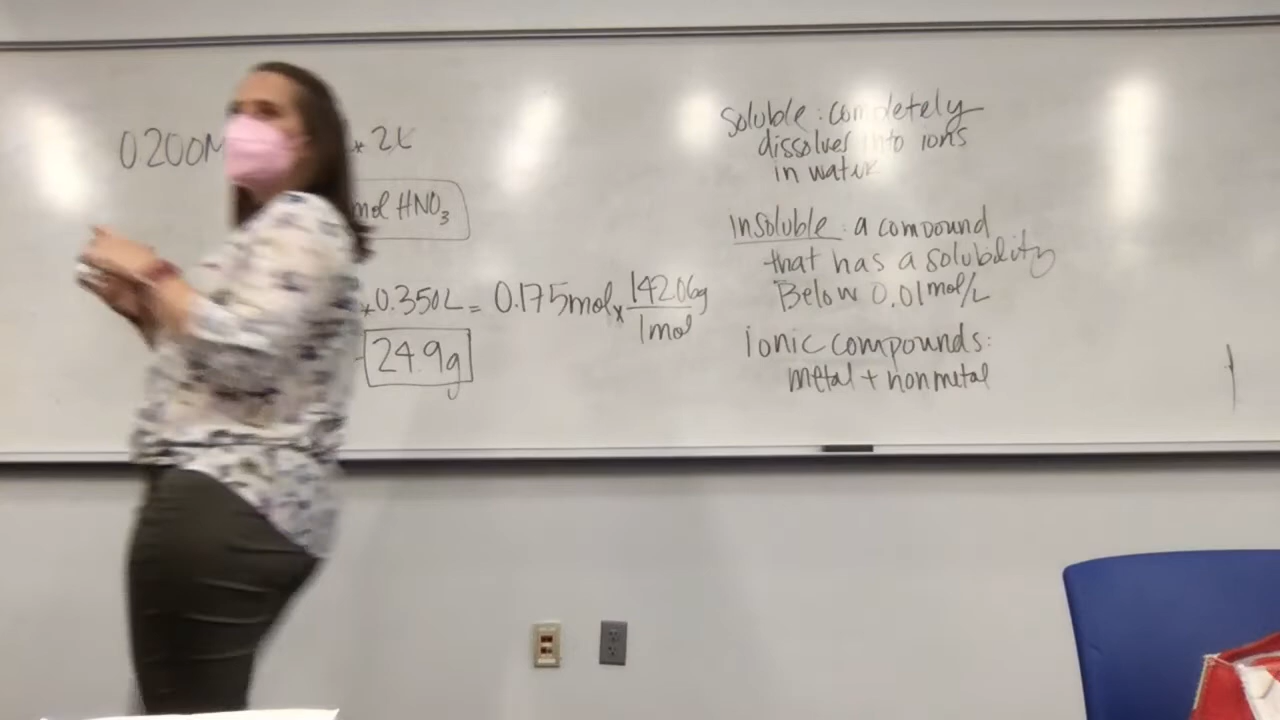 0.200M * 2L
mol HNO₃
*0.350L = 0.175mol x 142.06g
1mol
24.9g
Soluble: completely
dissolves into ions
in water
insoluble: a compound
that has a solubility
Below 0.01 mol/L
ionic compounds:
metal + nonmetal